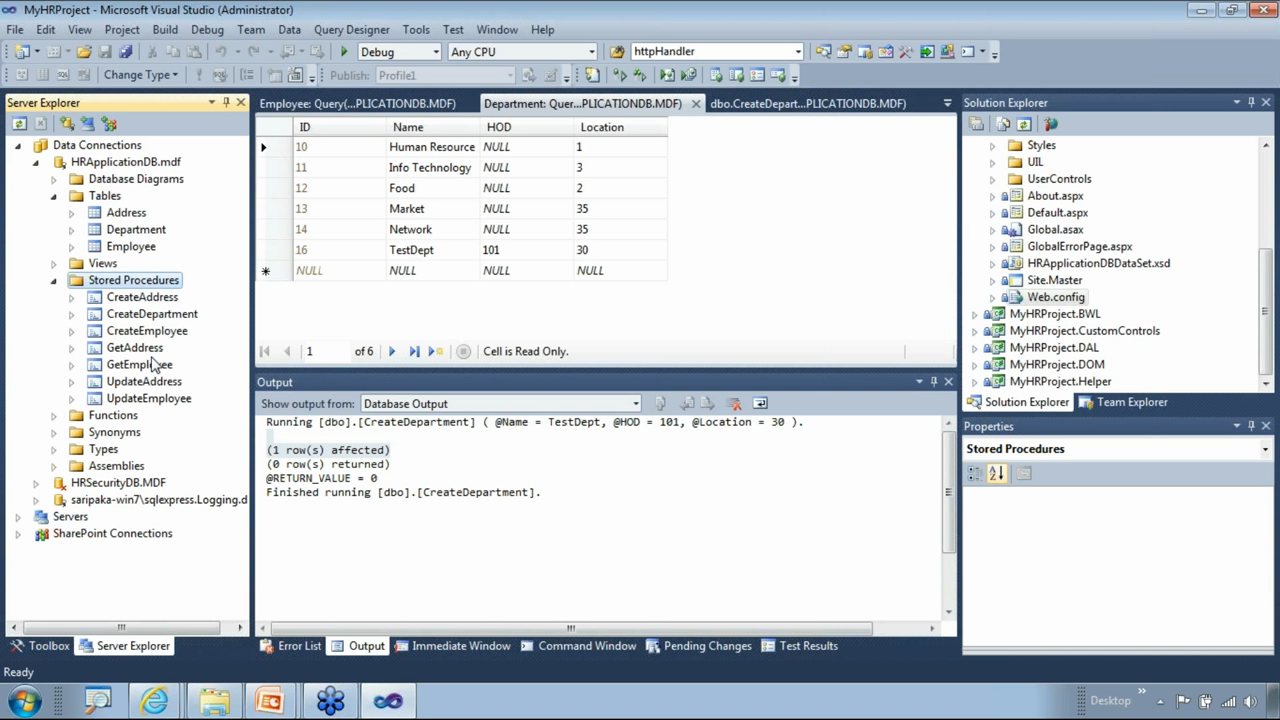 MyHRProject - Microsoft Visual Studio (Administrator)
File Edit View Project Build Debug Team Data Query Designer Tools Test Window Help
Debug Any CPU httpHandler
Change Type Publish: Profile1
Server Explorer
Data Connections
HRApplicationDB.mdf
Database Diagrams
Tables
Address
Department
Employee
Views
Stored Procedures
CreateAddress
CreateDepartment
CreateEmployee
GetAddress
GetEmployee
UpdateAddress
UpdateEmployee
Functions
Synonyms
Types
Assemblies
HRSecurityDB.MDF
saripaka-win7\sqlexpress.Logging.d
Servers
SharePoint Connections
Toolbox Server Explorer
Employee: Query(...PLICATIONDB.MDF) Department: Quer...PLICATIONDB.MDF) dbo.CreateDepart...PLICATIONDB.MDF)
ID Name HOD Location
10 Human Resource NULL 1
11 Info Technology NULL 3
12 Food NULL 2
13 Market NULL 35
14 Network NULL 35
16 TestDept 101 30
NULL NULL NULL NULL
1 of 6 Cell is Read Only.
Output
Show output from: Database Output
Running [dbo].[CreateDepartment] ( @Name = TestDept, @HOD = 101, @Location = 30 ).
(1 row(s) affected)
(0 row(s) returned)
@RETURN_VALUE = 0
Finished running [dbo].[CreateDepartment].
Error List Output Immediate Window Command Window Pending Changes Test Results
Solution Explorer
Styles
UIL
UserControls
About.aspx
Default.aspx
Global.asax
GlobalErrorPage.aspx
HRApplicationDBDataSet.xsd
Site.Master
Web.config
MyHRProject.BWL
MyHRProject.CustomControls
MyHRProject.DAL
MyHRProject.DOM
MyHRProject.Helper
Solution Explorer Team Explorer
Properties
Stored Procedures
Ready
Desktop